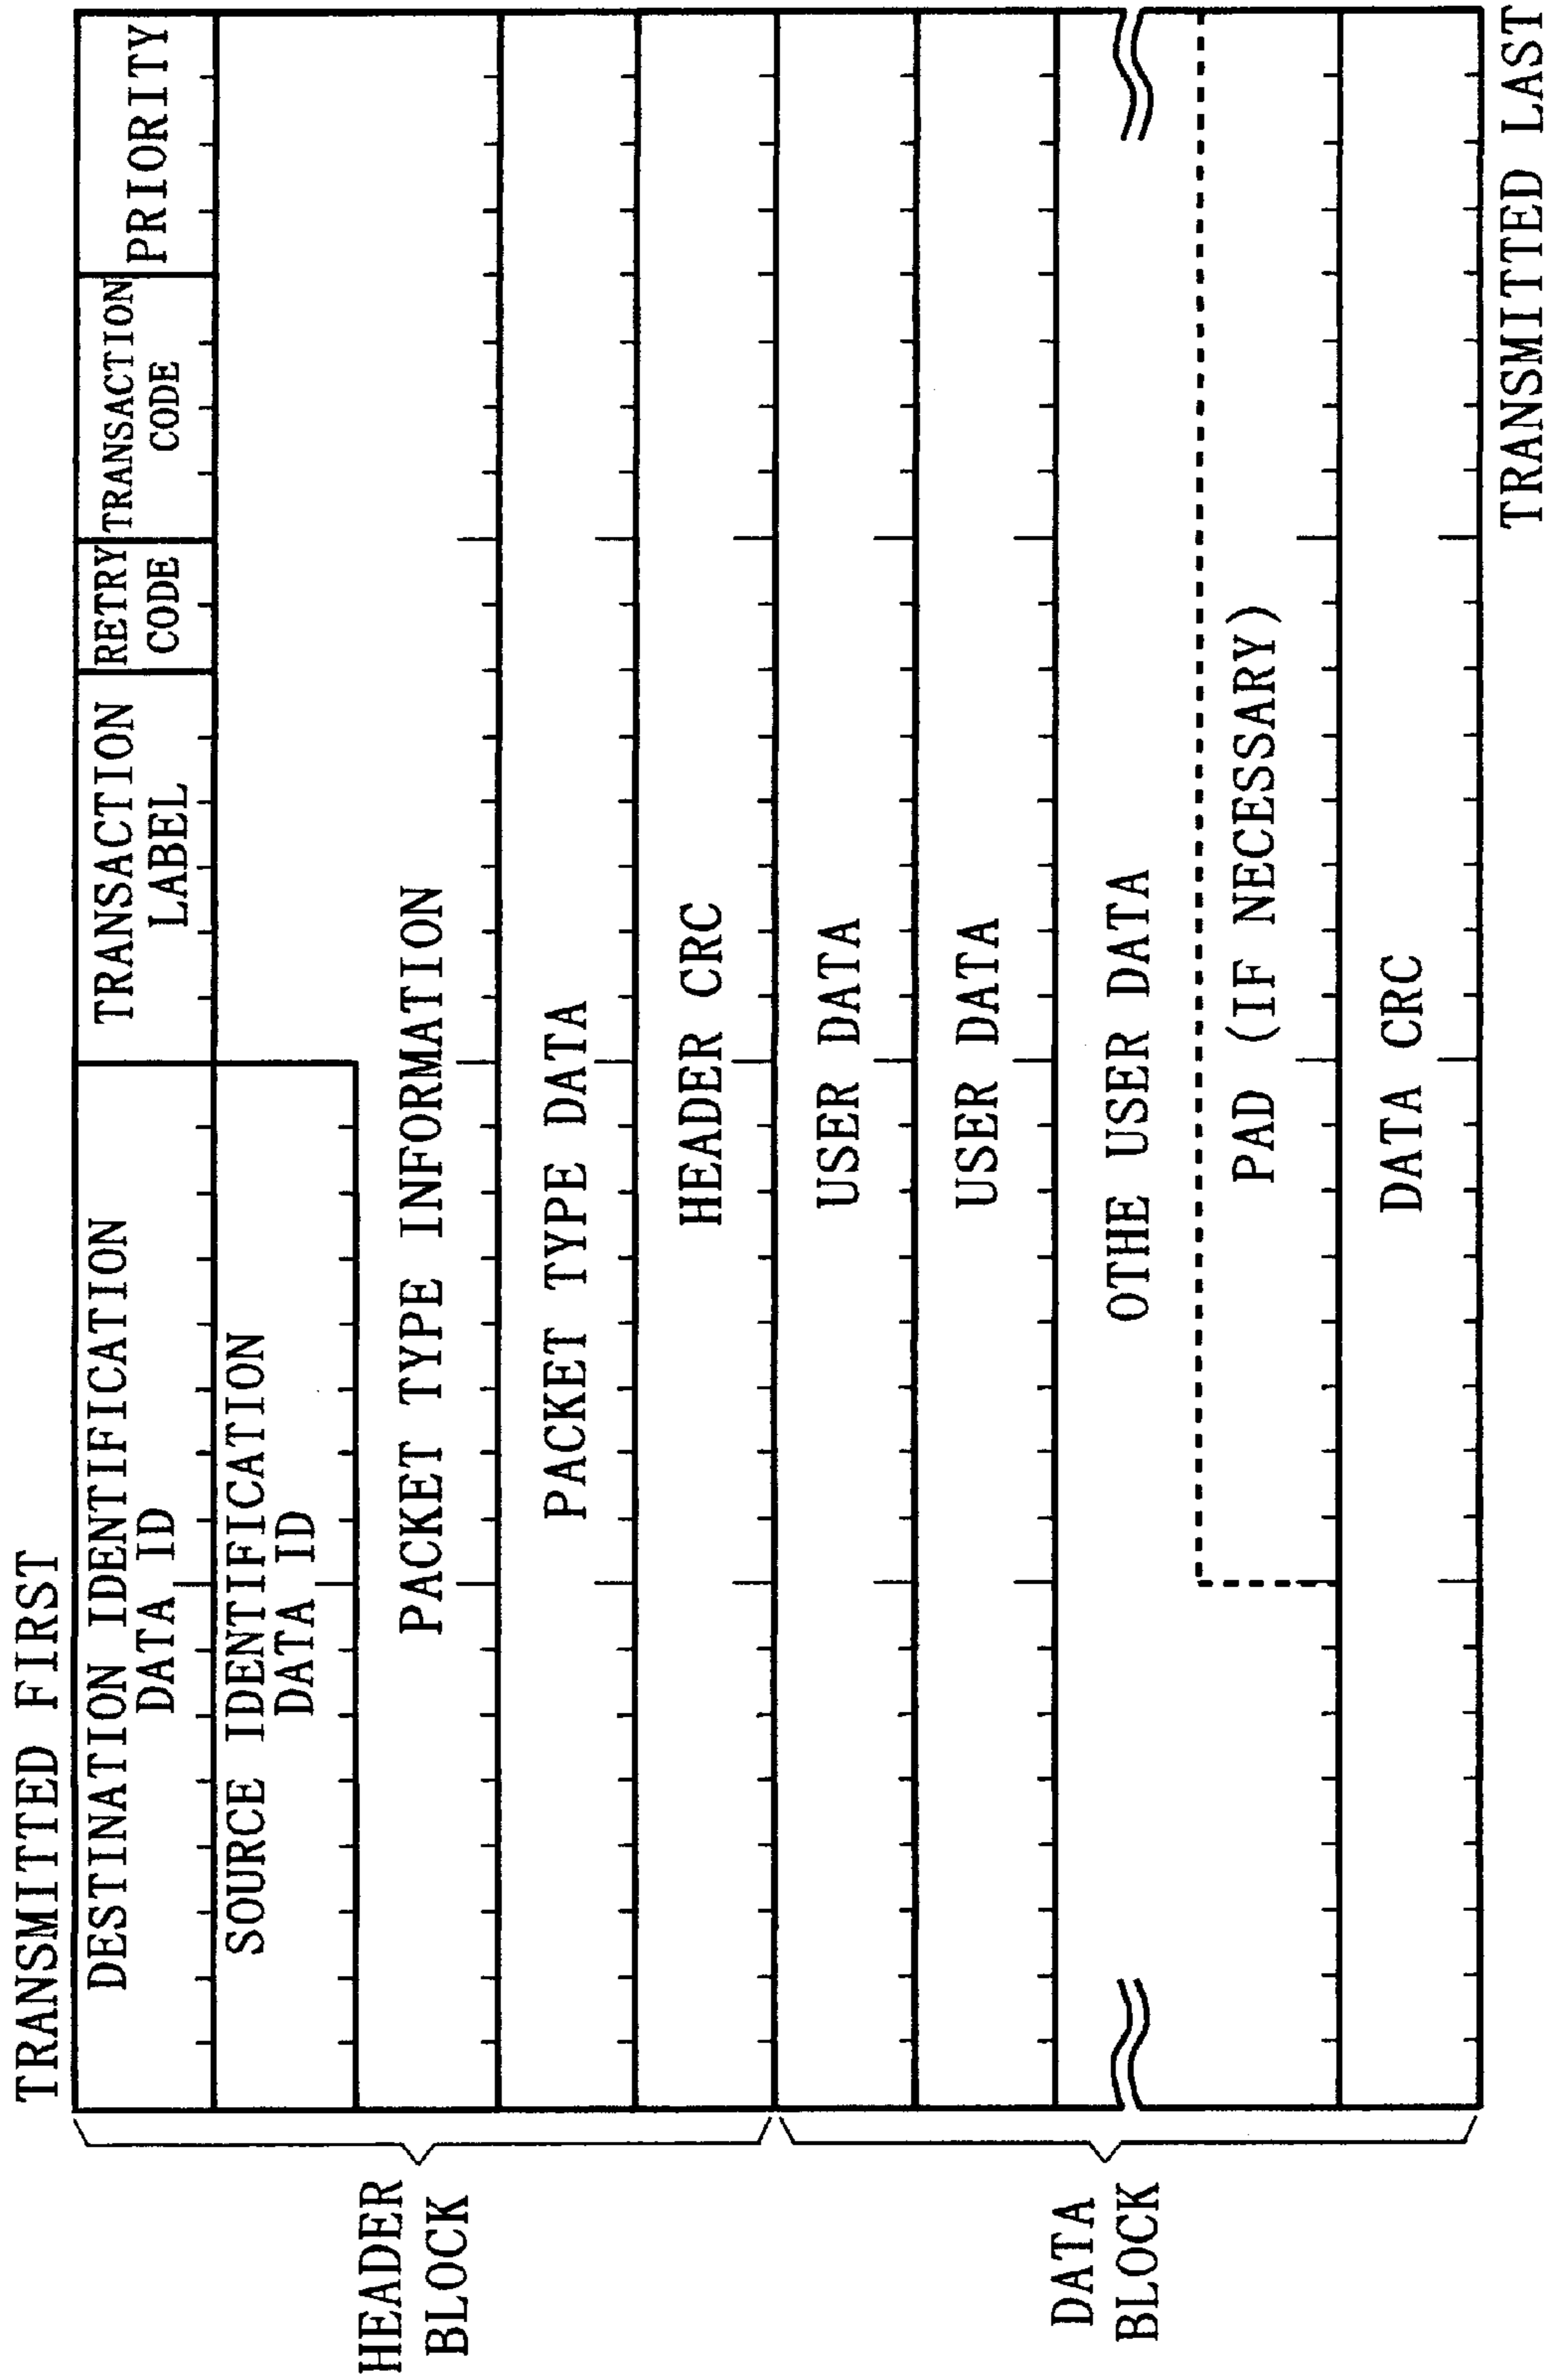 TRANSMITTED FIRST
DESTINATION IDENTIFICATION
DATA ID
TRANSACTION
LABEL
RETRY
CODE
TRANSACTION
CODE
PRIORITY
SOURCE IDENTIFICATION
DATA ID
PACKET TYPE INFORMATION
PACKET TYPE DATA
HEADER CRC
HEADER
BLOCK
USER DATA
USER DATA
OTHE USER DATA
PAD (IF NECESSARY)
DATA CRC
DATA
BLOCK
TRANSMITTED LAST